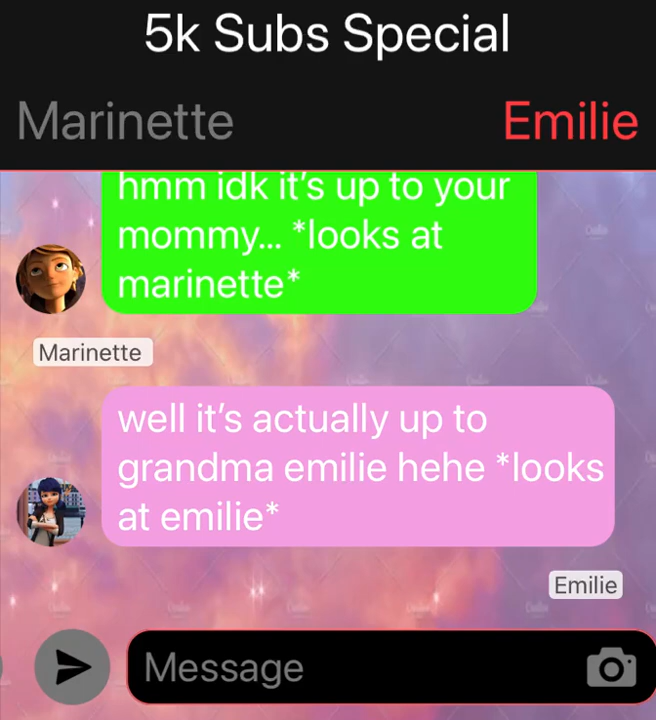 5k Subs Special
Marinette Emilie
hmm idk it's up to your
mommy... *looks at
marinette*
Marinette
well it's actually up to
grandma emilie hehe *looks
at emilie*
Emilie
Message